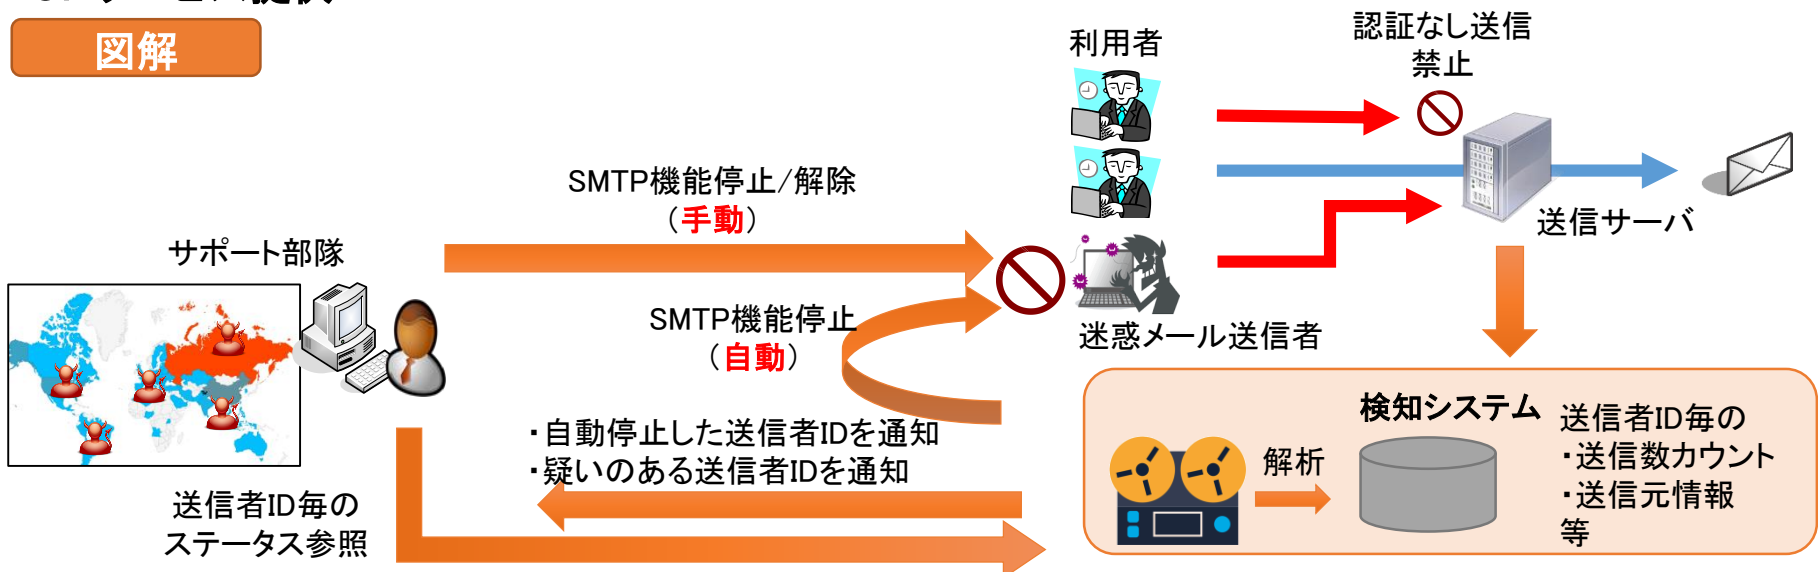 図解
利用者
認証なし送信
禁止
SMTP機能停止/解除
（手動）
送信サーバ
サポート部隊
SMTP機能停止
（自動）
迷惑メール送信者
・自動停止した送信者IDを通知
・疑いのある送信者IDを通知
検知システム
解析
送信者ID毎の
・送信数カウント
・送信元情報
等
送信者ID毎の
ステータス参照